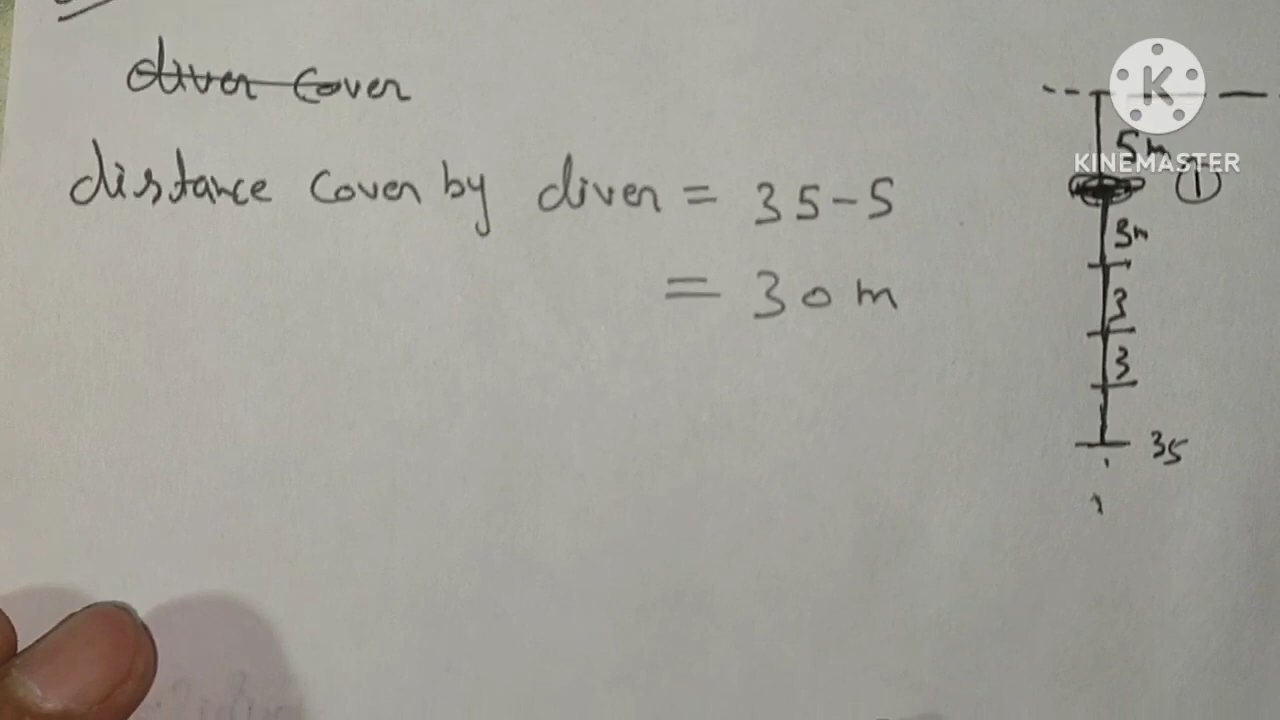 diver cover
distance cover by diver = 35-5
= 30 m
5m
①
3m
3
3
35
K
KINEMASTER